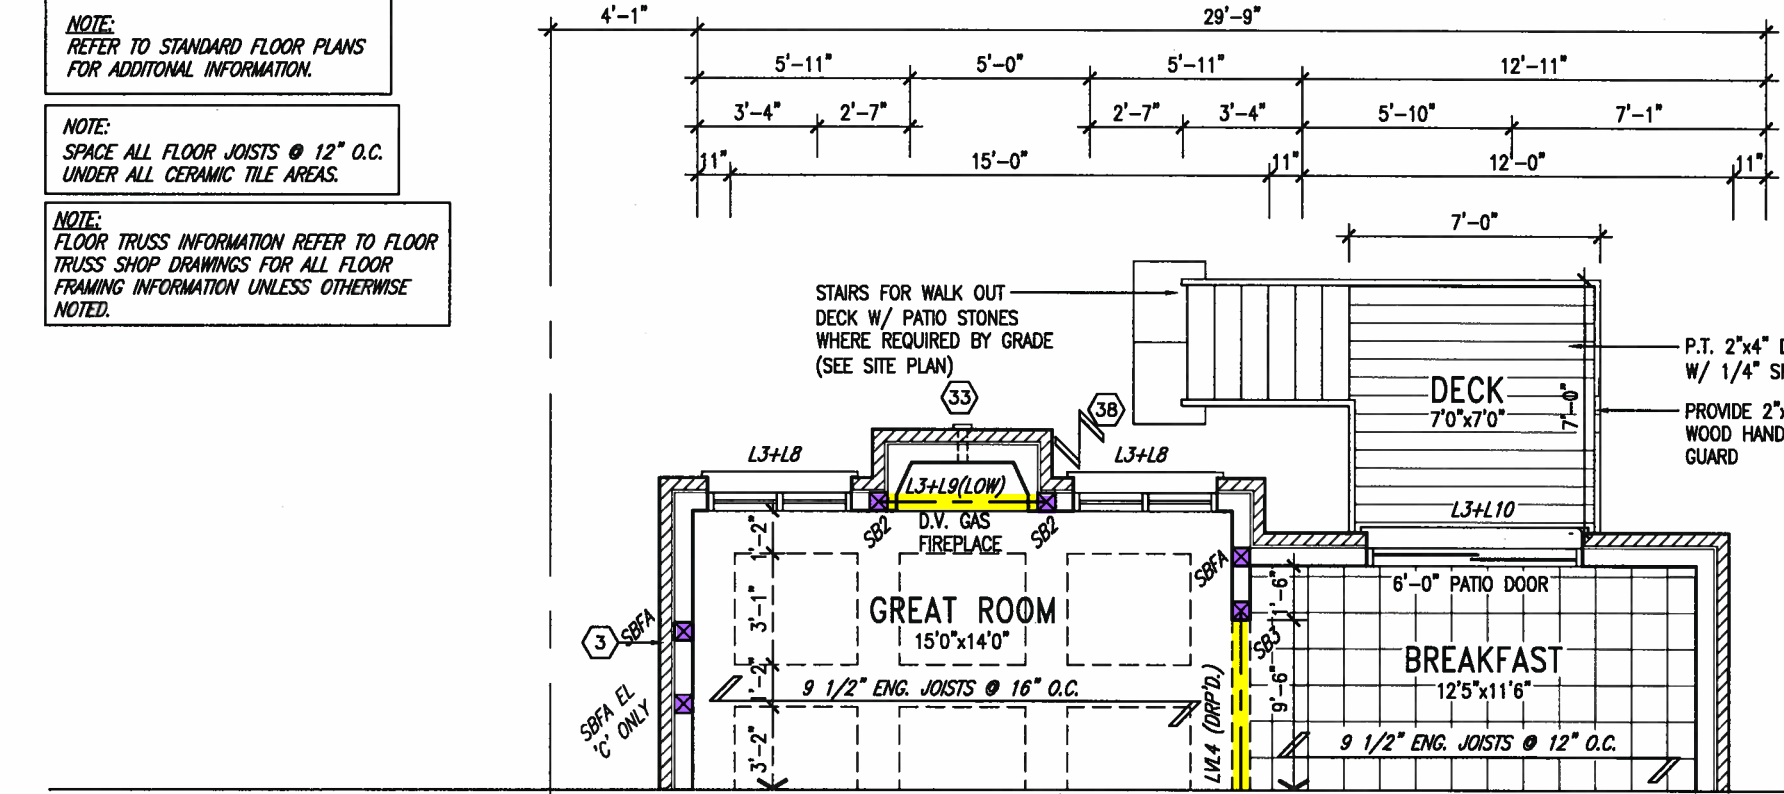 NOTE:
REFER TO STANDARD FLOOR PLANS
FOR ADDITONAL INFORMATION.
NOTE:
SPACE ALL FLOOR JOISTS @ 12" O.C.
UNDER ALL CERAMIC TILE AREAS.
NOTE:
FLOOR TRUSS INFORMATION REFER TO FLOOR
TRUSS SHOP DRAWINGS FOR ALL FLOOR
FRAMING INFORMATION UNLESS OTHERWISE
NOTED.
4'-1" 29'-9"
5'-11" 5'-0" 5'-11" 12'-11"
3'-4" 2'-7" 2'-7" 3'-4" 5'-10" 7'-1"
11" 15'-0" 11" 12'-0" 11"
7'-0"
STAIRS FOR WALK OUT
DECK W/ PATIO STONES
WHERE REQUIRED BY GRADE
(SEE SITE PLAN)
P.T. 2"x4"
W/ 1/4"
PROVIDE
WOOD
GUARD
DECK
7'0"x7'0"
7'-0"
33
38
L3+L8
L3+L8
L3+L9(LOW)
L3+L10
SB2
D.V. GAS
FIREPLACE
SB2
SBFA
6'-0" PATIO DOOR
1'-2"
3'-1"
1'-2"
3'-2"
GREAT ROOM
15'0"x14'0"
1'-6"
SB3
9'-6"
BREAKFAST
12'5"x11'6"
3
SBFA
SBFA EL
'C' ONLY
9 1/2" ENG. JOISTS @ 16" O.C.
LVL4 (DRP'D.)
9 1/2" ENG. JOISTS @ 12" O.C.